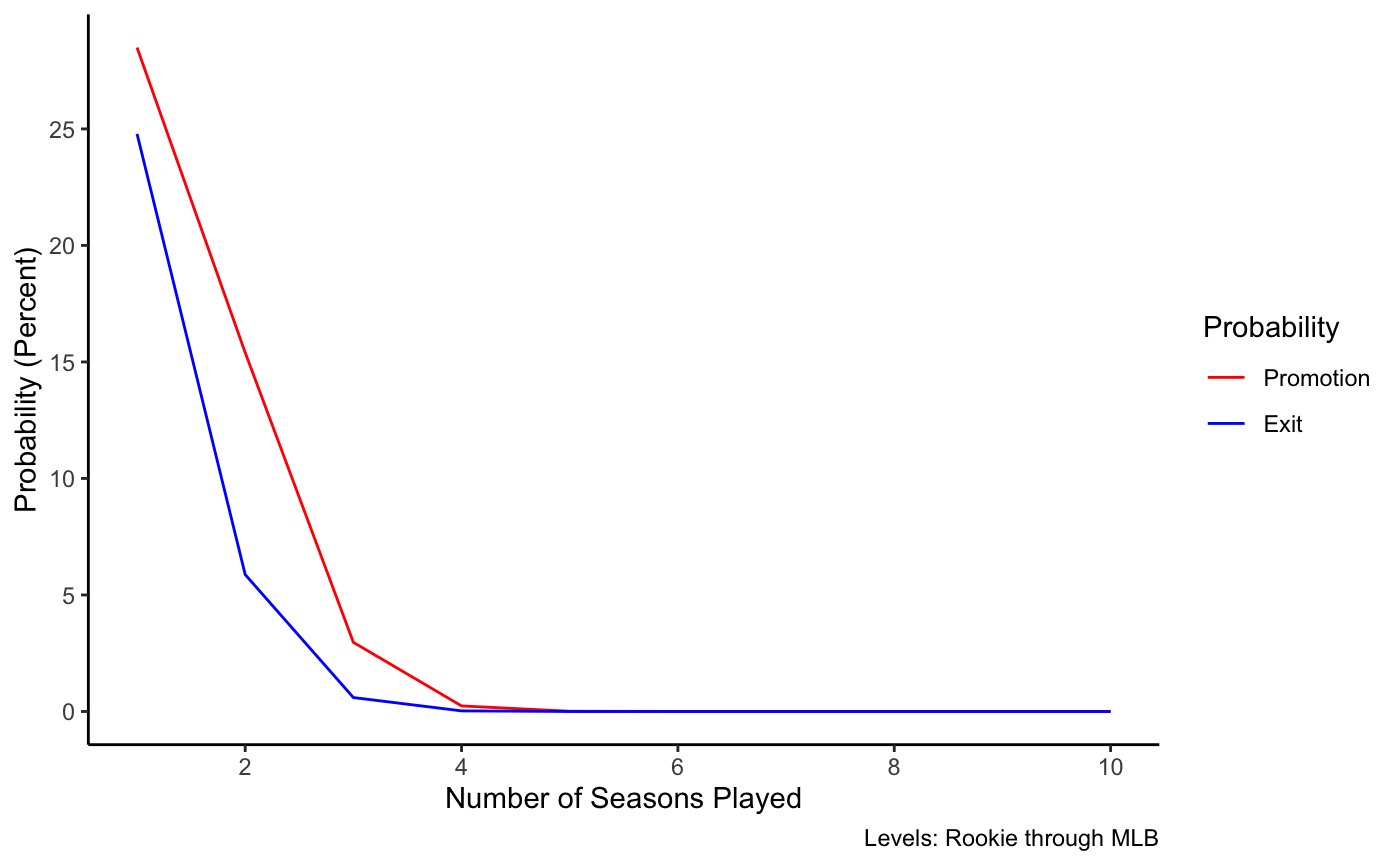 25
20
15
10
5
0
Probability (Percent)
2 4 6 8 10
Number of Seasons Played
Levels: Rookie through MLB
Probability
Promotion
Exit